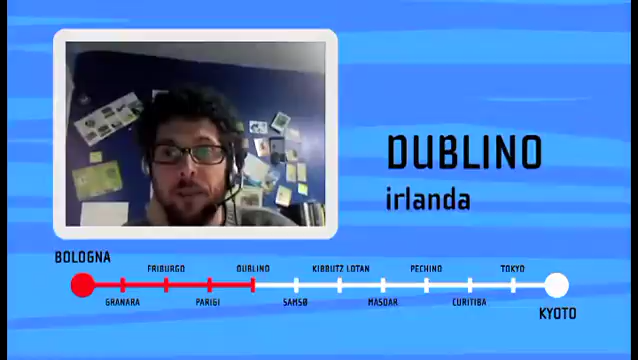 DUBLINO
irlanda
BOLOGNA
FRIBURGO
DUBLINO
KIBBUTZ LOTAN
PECHINO
TOKYO
GRANARA
PARIGI
SAMSØ
MASDAR
CURITIBA
KYOTO